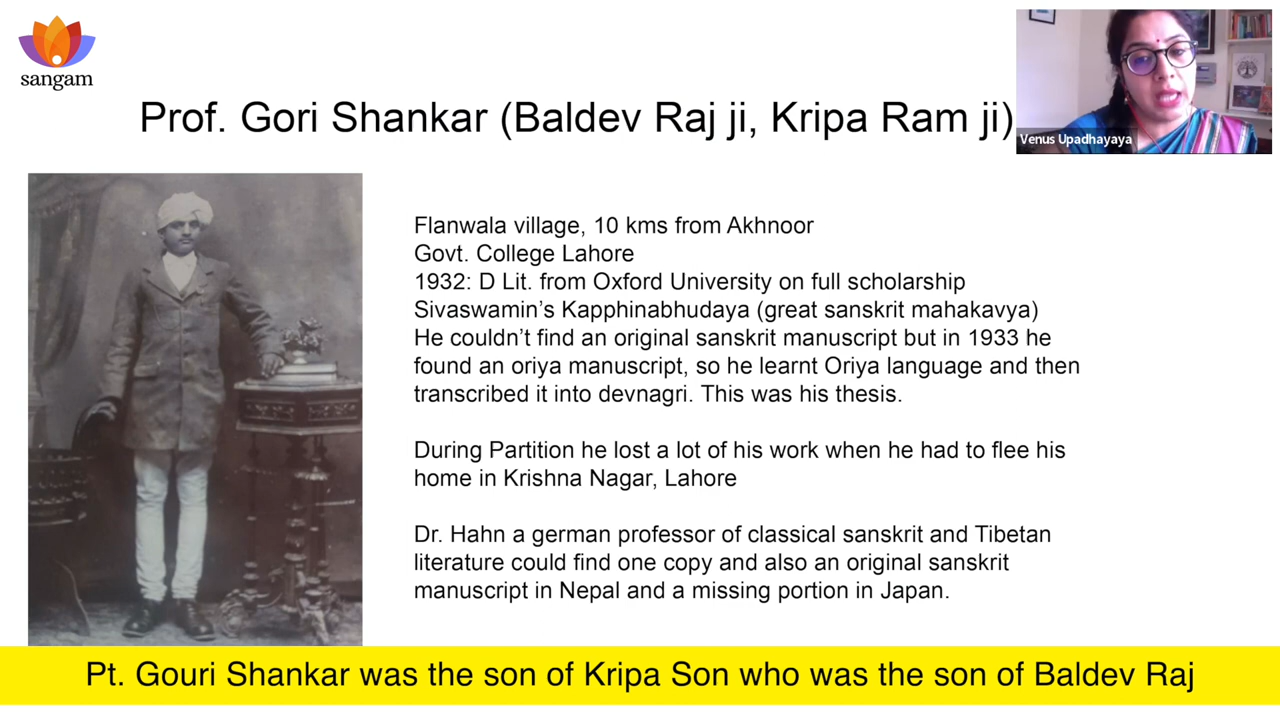 sangam
Prof. Gori Shankar (Baldev Raj ji, Kripa Ram ji)
Venus Upadhayaya
Flanwala village, 10 kms from Akhnoor
Govt. College Lahore
1932: D Lit. from Oxford University on full scholarship
Sivaswamin’s Kapphinabhudaya (great sanskrit mahakavya)
He couldn’t find an original sanskrit manuscript but in 1933 he
found an oriya manuscript, so he learnt Oriya language and then
transcribed it into devnagri. This was his thesis.
During Partition he lost a lot of his work when he had to flee his
home in Krishna Nagar, Lahore
Dr. Hahn a german professor of classical sanskrit and Tibetan
literature could find one copy and also an original sanskrit
manuscript in Nepal and a missing portion in Japan.
Pt. Gouri Shankar was the son of Kripa Son who was the son of Baldev Raj